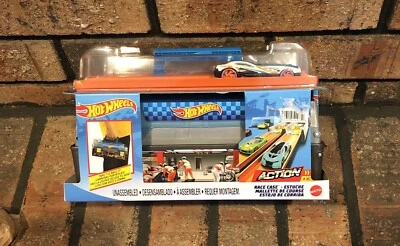 HOT WHEELS
HOT WHEELS
ACTION
UNASSEMBLED • DESENSAMBLADO • À ASSEMBLER • REQUER MONTAGEM.
RACE CASE • ESTUCHE
MALLETTE DE COURSE
ESTOJO DE CORRIDA
MATTEL